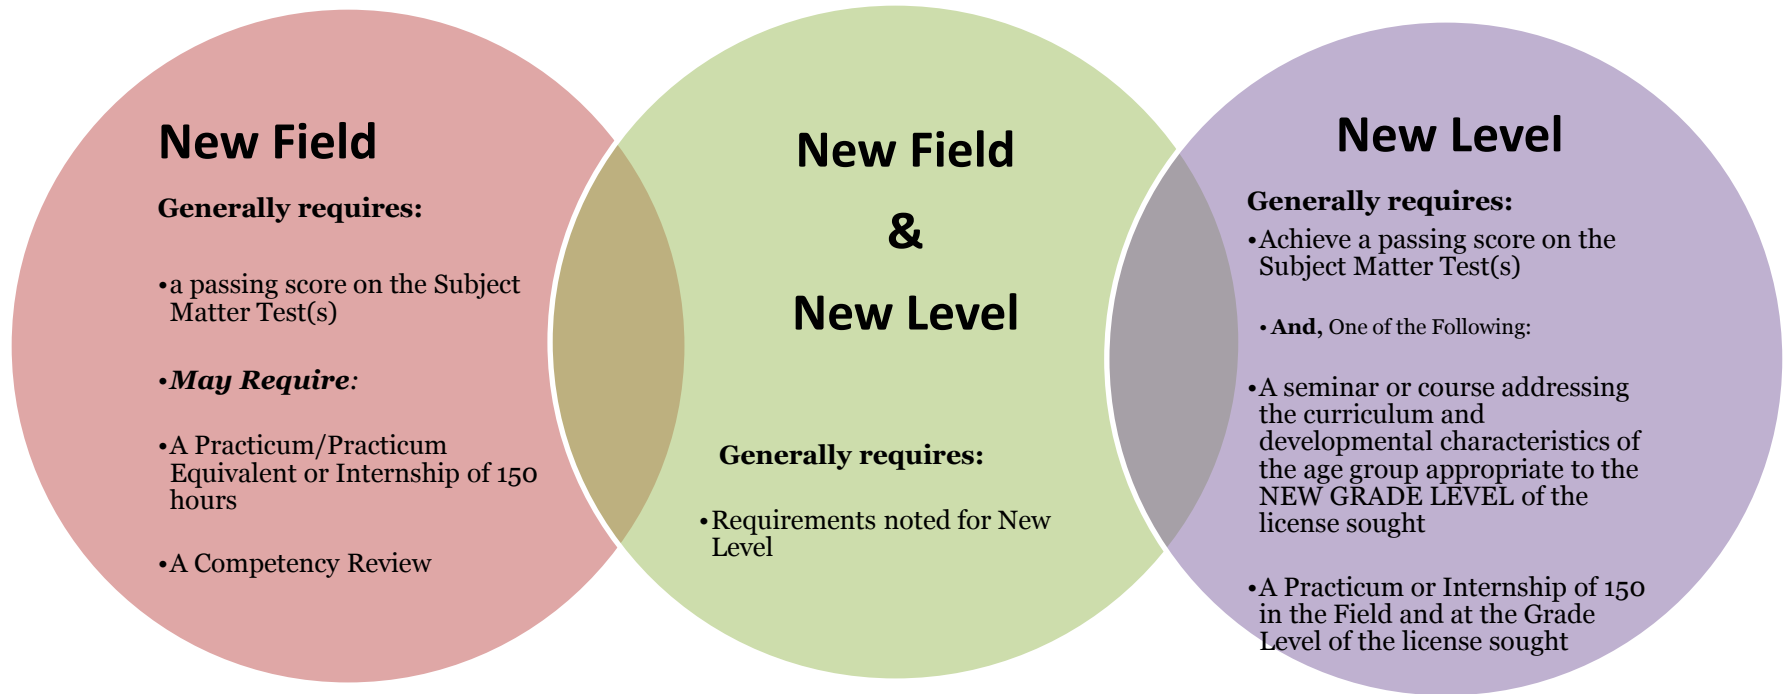 New Field
Generally requires:
•a passing score on the Subject
Matter Test(s)
•May Require:
•A Practicum/Practicum
Equivalent or Internship of 150
hours
•A Competency Review
New Field
&
New Level
Generally requires:
•Requirements noted for New
Level
New Level
Generally requires:
•Achieve a passing score on the
Subject Matter Test(s)
•And, One of the Following:
•A seminar or course addressing
the curriculum and
developmental characteristics of
the age group appropriate to the
NEW GRADE LEVEL of the
license sought
•A Practicum or Internship of 150
in the Field and at the Grade
Level of the license sought